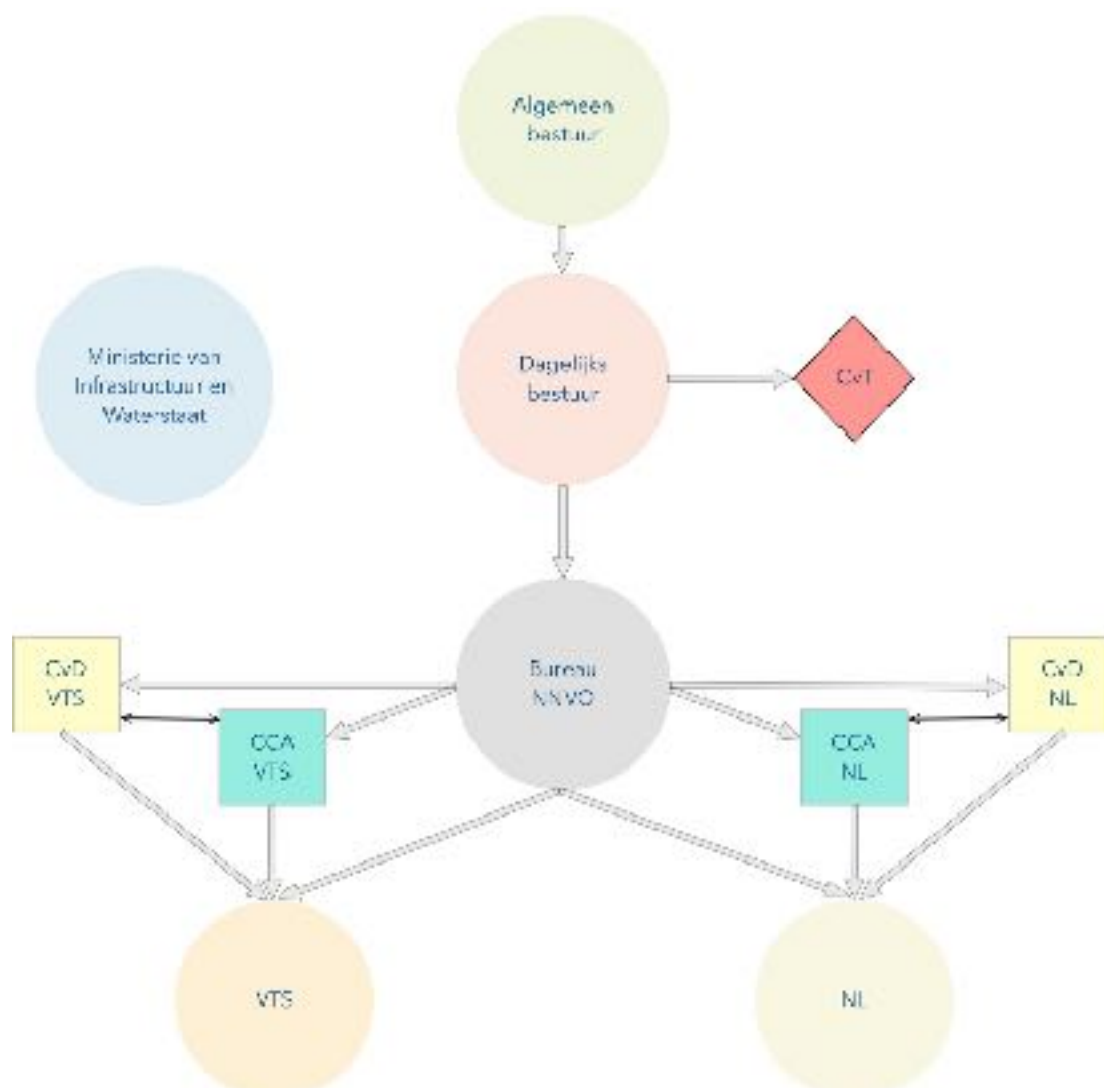 Algemeen
bestuur
Ministerie van
Infrastructuur en
Waterstaat
Dagelijks
bestuur
CvT
Bureau
NNVO
CvD
VTS
CCA
VTS
CCA
NL
CvD
NL
VTS
NL